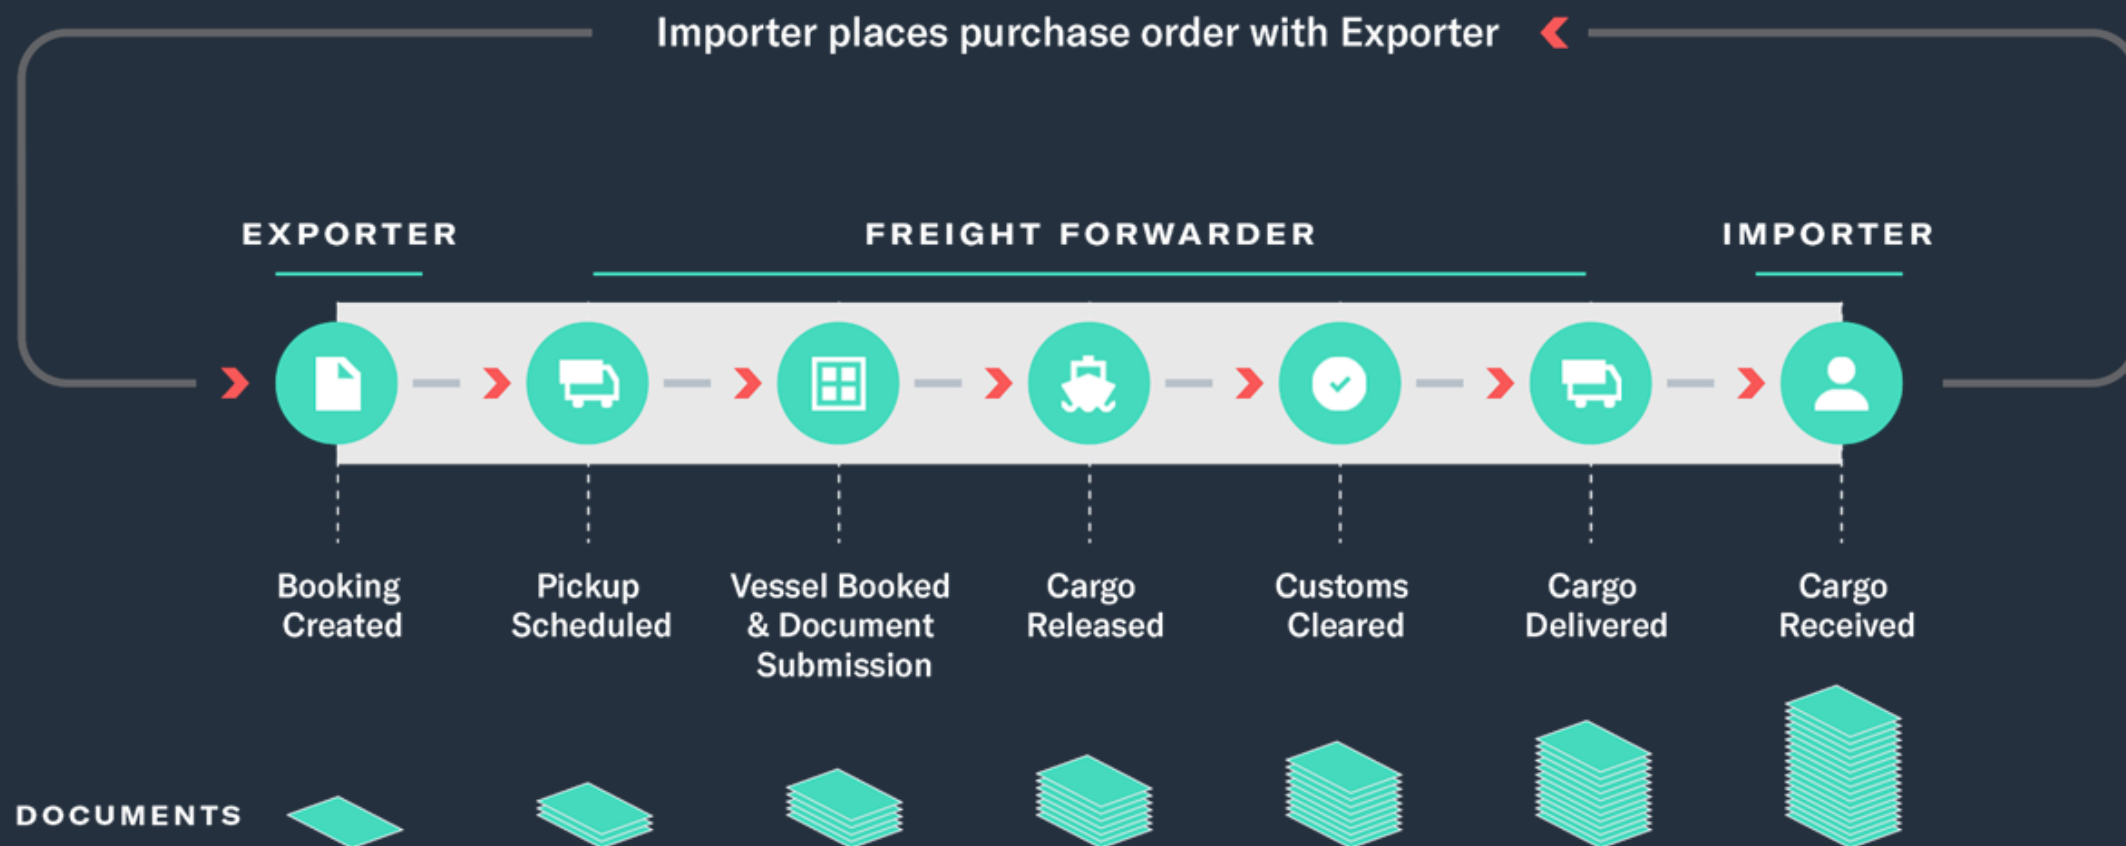 Importer places purchase order with Exporter
EXPORTER
FREIGHT FORWARDER
IMPORTER
Booking
Created
Pickup
Scheduled
Vessel Booked
& Document
Submission
Cargo
Released
Customs
Cleared
Cargo
Delivered
Cargo
Received
DOCUMENTS